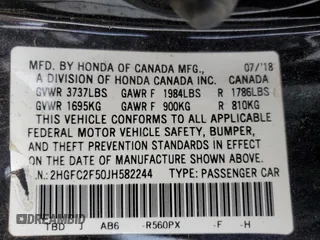 MFD. BY HONDA OF CANADA MFG., 07/'18
A DIVISION OF HONDA CANADA INC. CANADA
GVWR 3737LBS GAWR F 1984LBS R 1786LBS
GVWR 1695KG GAWR F 900KG R 810KG
THIS VEHICLE CONFORMS TO ALL APPLICABLE
FEDERAL MOTOR VEHICLE SAFETY, BUMPER,
AND THEFT PREVENTION STANDARDS IN EFFECT
ON THE DATE OF MANUFACTURE SHOWN ABOVE.
.N.: 2HGFC2F50JH582244 TYPE: PASSENGER CAR
TBD J AB6 -R560PX -F -H
AutoBidMaster